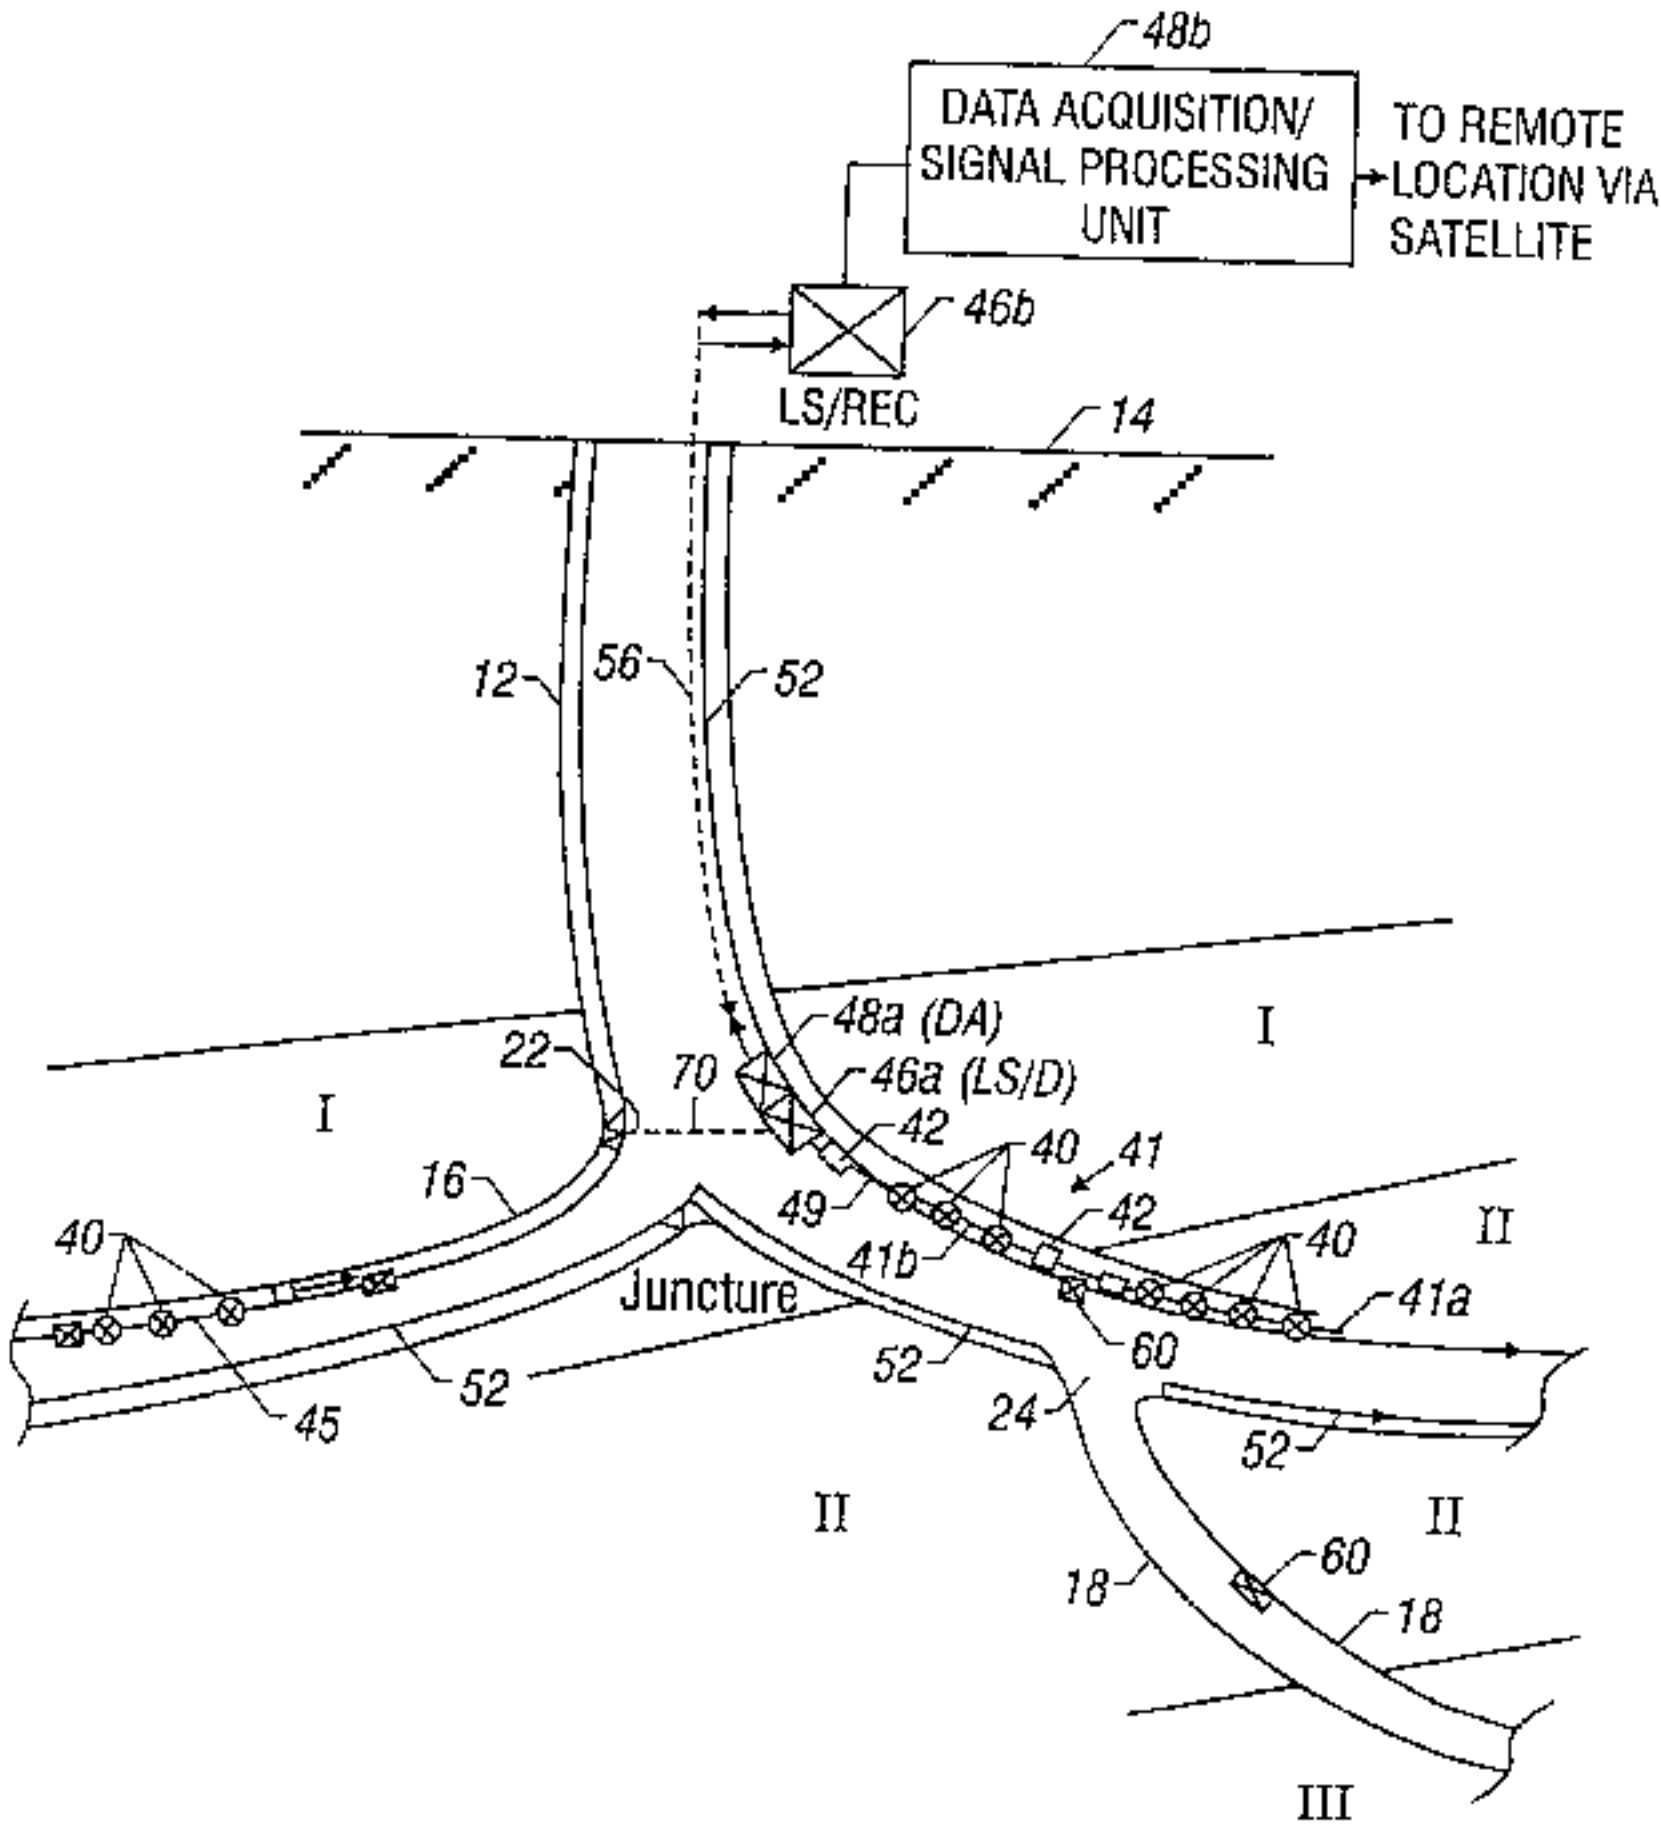 48b
DATA ACQUISITION/
SIGNAL PROCESSING
UNIT
TO REMOTE
LOCATION VIA
SATELLITE
46b
LS/REC
14
12
56
52
48a (DA)
I
22
70
46a (LS/D)
I
42
40
41
16
49
42
II
40
41b
40
Juncture
41a
60
52
52
24
45
52
II
II
60
18
18
III